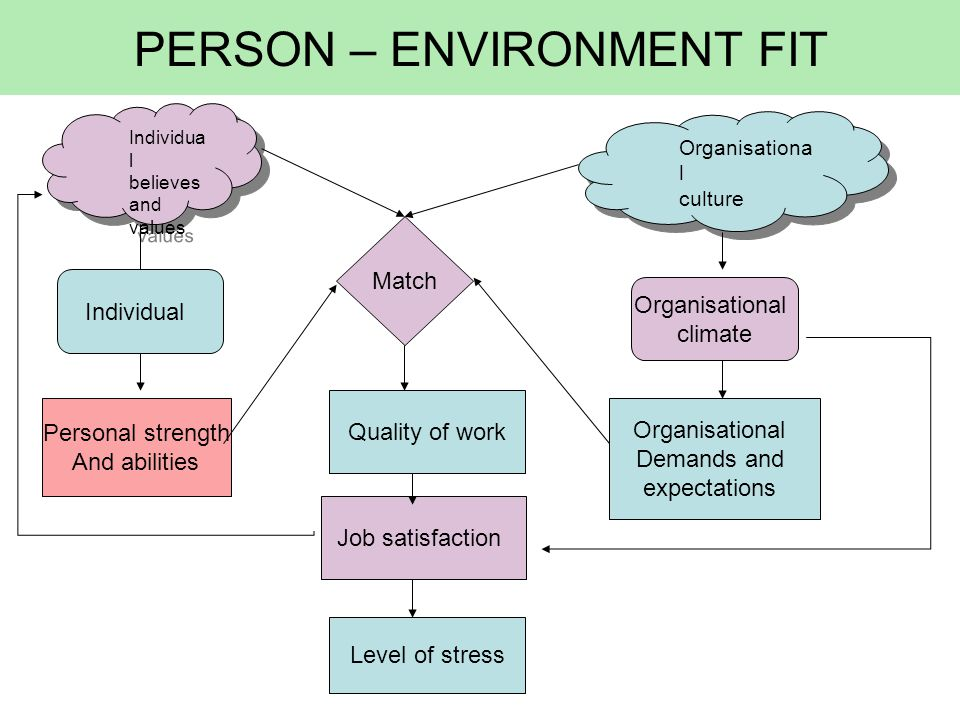 PERSON – ENVIRONMENT FIT
Individua
l
believes
and
values
values
Organisationa
l
culture
Match
Individual
Organisational
climate
Personal strength
And abilities
Quality of work
Organisational
Demands and
expectations
Job satisfaction
Level of stress